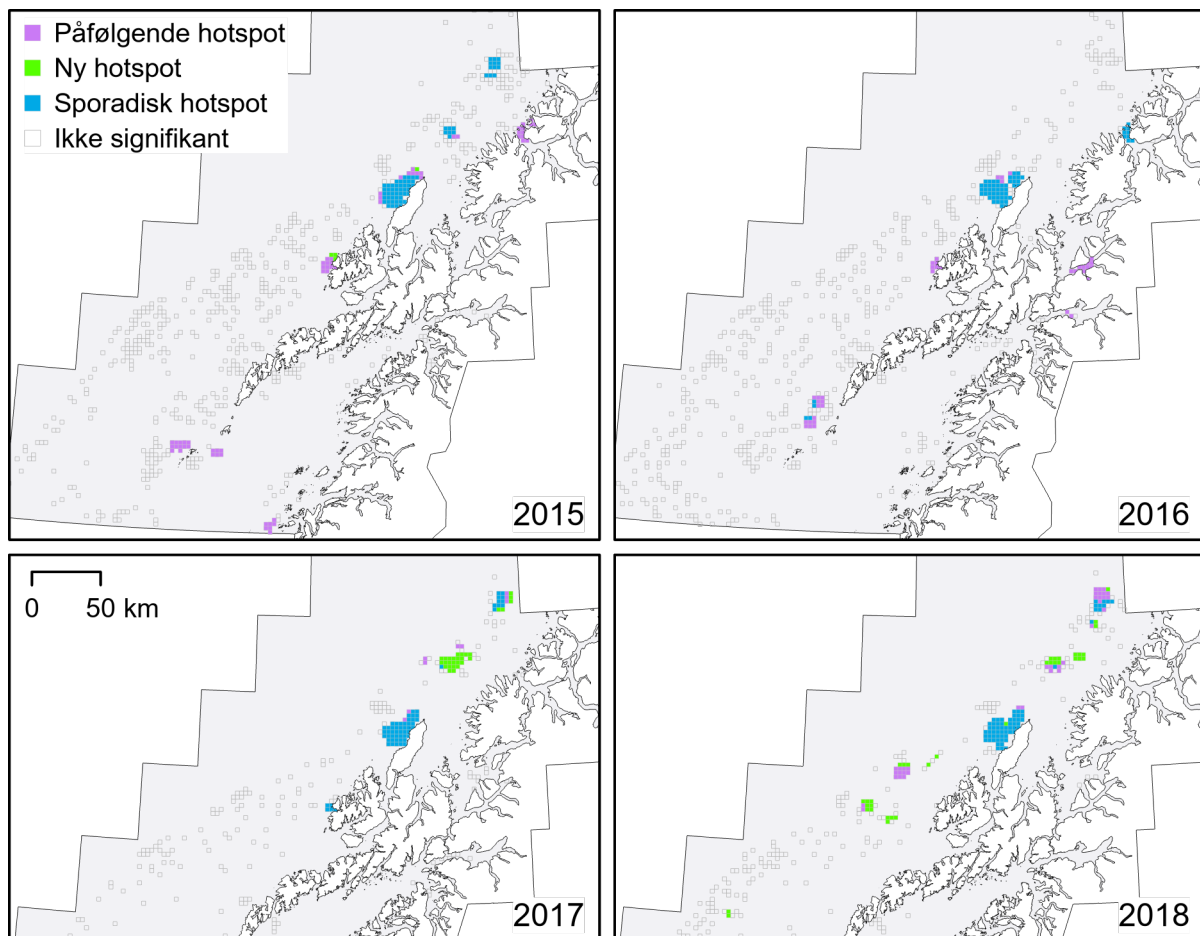 Påfølgende hotspot
Ny hotspot
Sporadisk hotspot
Ikke signifikant
2015
2016
0 50 km
2017
2018